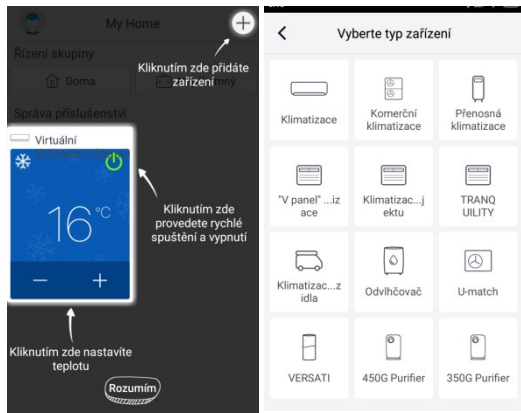 My Home
Řízení skupiny
Kliknutím zde přidáte
zařízení
Doma
Správa příslušenství
Virtuální
16°C
Kliknutím zde
provedete rychlé
spuštění a vypnutí
− +
Kliknutím zde nastavíte
teplotu
Rozumím
Vyberte typ zařízení
Klimatizace
Komerční
klimatizace
Přenosná
klimatizace
"V panel" ...iz
ace
Klimatizac...j
ektu
TRANQ
UILITY
Klimatizac...z
idla
Odvlhčovač
U-match
VERSATI
450G Purifier
350G Purifier